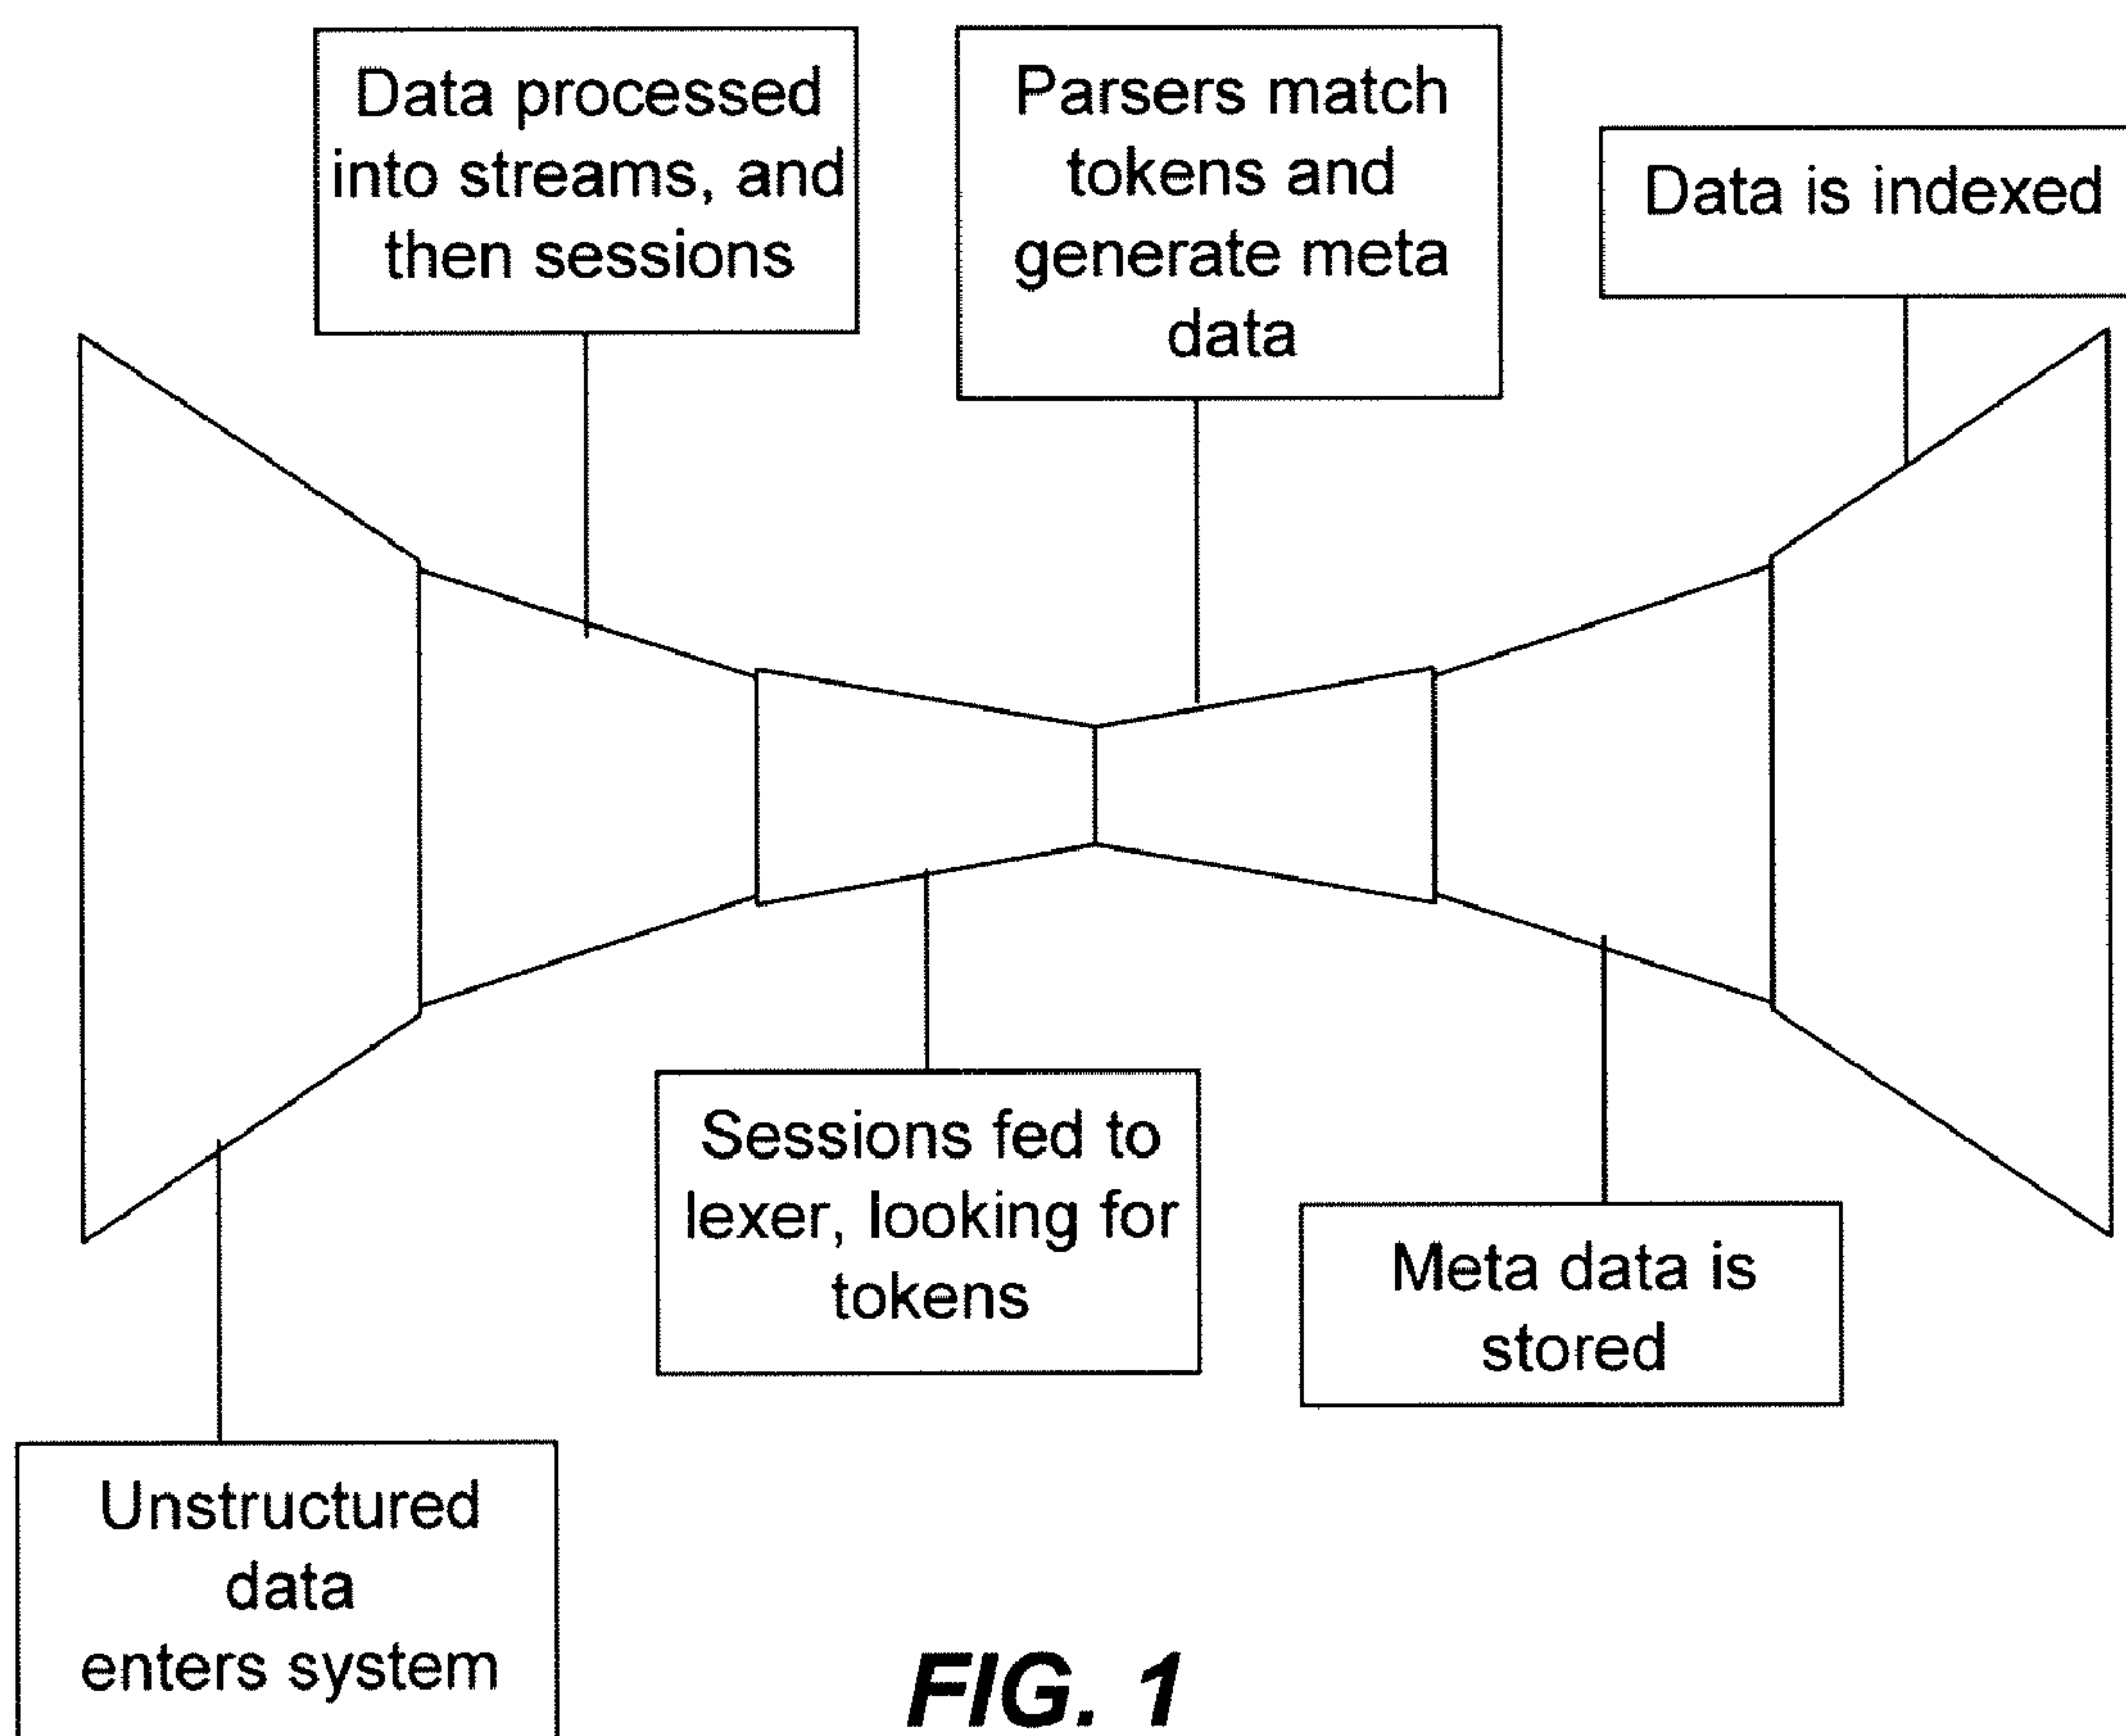 Data processed
into streams, and
then sessions
Parsers match
tokens and
generate meta
data
Data is indexed
Sessions fed to
lexer, looking for
tokens
Meta data is
stored
Unstructured
data
enters system
FIG. 1